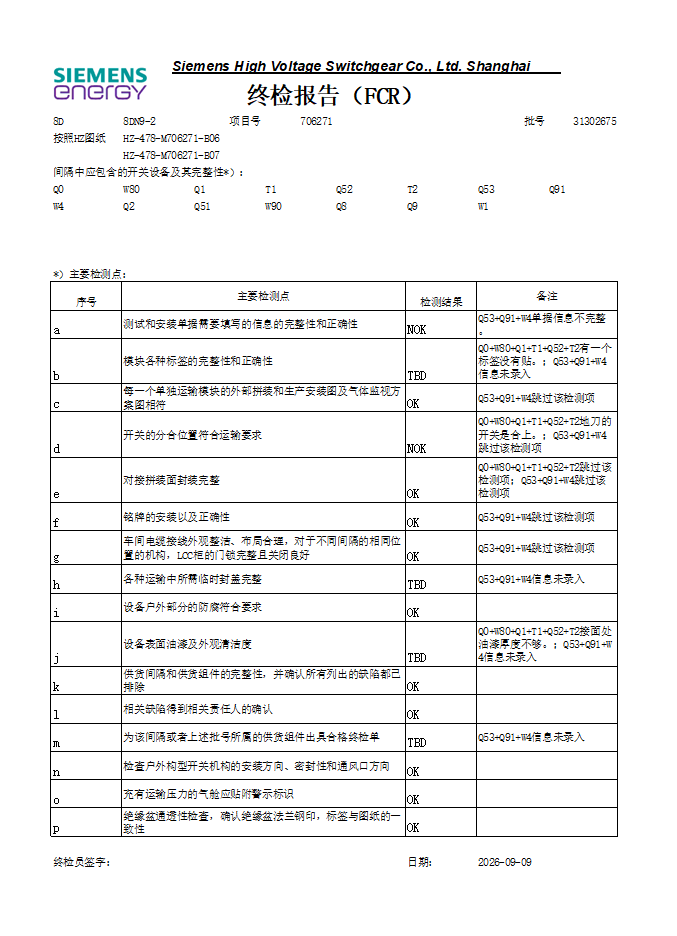 Siemens High Voltage Switchgear Co., Ltd. Shanghai
SIEMENS
energy
终检报告（FCR）
SD 8DN9-2 项目号 706271 批号 31302675
按照HZ图纸 HZ-478-M706271-B06
HZ-478-M706271-B07
间隔中应包含的开关设备及其完整性*）：
Q0 W80 Q1 T1 Q52 T2 Q53 Q91
W4 Q2 Q51 W90 Q8 Q9 W1
*）主要检测点：
序号 主要检测点 检测结果 备注
a 测试和安装单据需要填写的信息的完整性和正确性 NOK Q53+Q91+W4单据信息不完整
。
b 模块各种标签的完整性和正确性 TBD Q0+W80+Q1+T1+Q52+T2有一个
标签没有贴。；Q53+Q91+W4
信息未录入
c 每一个单独运输模块的外部拼装和生产安装图及气体监视方
案图相符 OK Q53+Q91+W4跳过该检测项
d 开关的分合位置符合运输要求 NOK Q0+W80+Q1+T1+Q52+T2地刀的
开关是合上。；Q53+Q91+W4
跳过该检测项
e 对接拼装面封装完整 OK Q0+W80+Q1+T1+Q52+T2跳过该
检测项；Q53+Q91+W4跳过该
检测项
f 铭牌的安装以及正确性 OK Q53+Q91+W4跳过该检测项
g 车间电缆接线外观整洁、布局合理，对于不同间隔的相同位
置的机构，LCC柜的门锁完整且关闭良好 OK Q53+Q91+W4跳过该检测项
h 各种运输中所需临时封盖完整 TBD Q53+Q91+W4信息未录入
i 设备户外部分的防腐符合要求 OK
j 设备表面油漆及外观清洁度 TBD Q0+W80+Q1+T1+Q52+T2接面处
油漆厚度不够。；Q53+Q91+W
4信息未录入
k 供货间隔和供货组件的完整性，并确认所有列出的缺陷都已
排除 OK
l 相关缺陷得到相关责任人的确认 OK
m 为该间隔或者上述批号所属的供货组件出具合格终检单 TBD Q53+Q91+W4信息未录入
n 检查户外构型开关机构的安装方向、密封性和通风口方向 OK
o 充有运输压力的气舱应贴附警示标识 OK
p 绝缘盆通透性检查，确认绝缘盆法兰钢印，标签与图纸的一
致性 OK
终检员签字： 日期： 2026-09-09